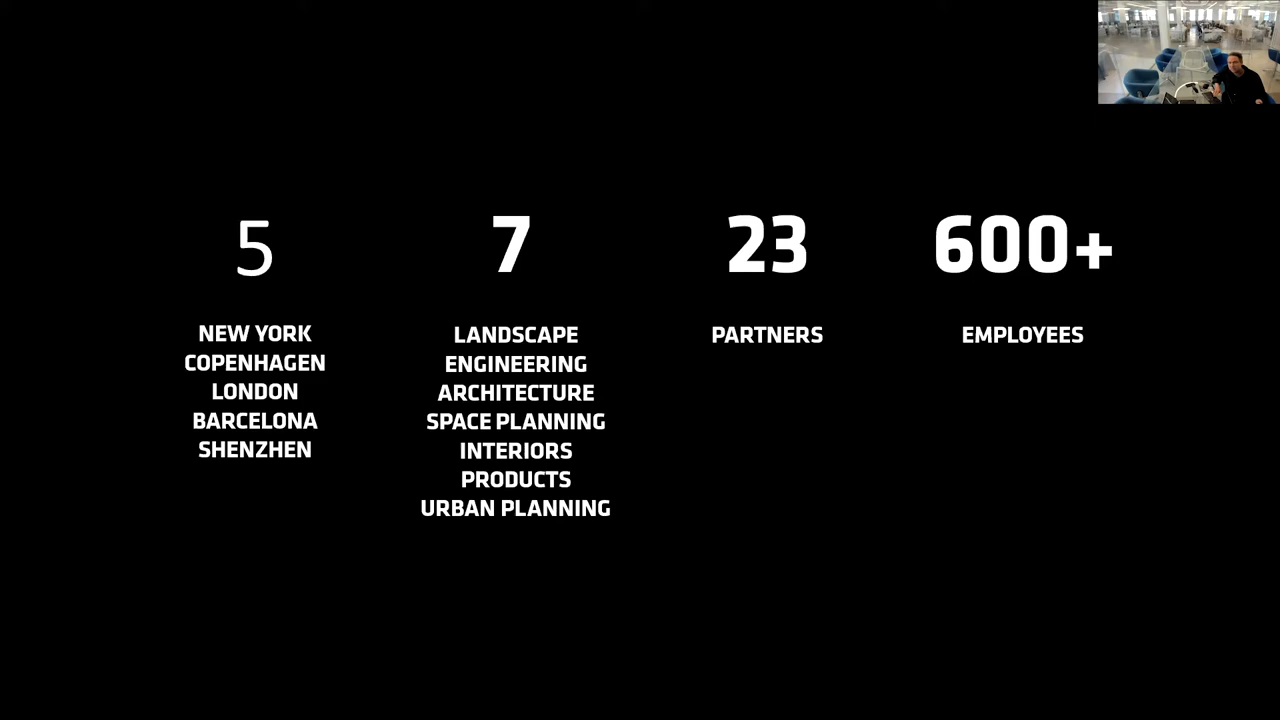 5
NEW YORK
COPENHAGEN
LONDON
BARCELONA
SHENZHEN
7
LANDSCAPE
ENGINEERING
ARCHITECTURE
SPACE PLANNING
INTERIORS
PRODUCTS
URBAN PLANNING
23
PARTNERS
600+
EMPLOYEES